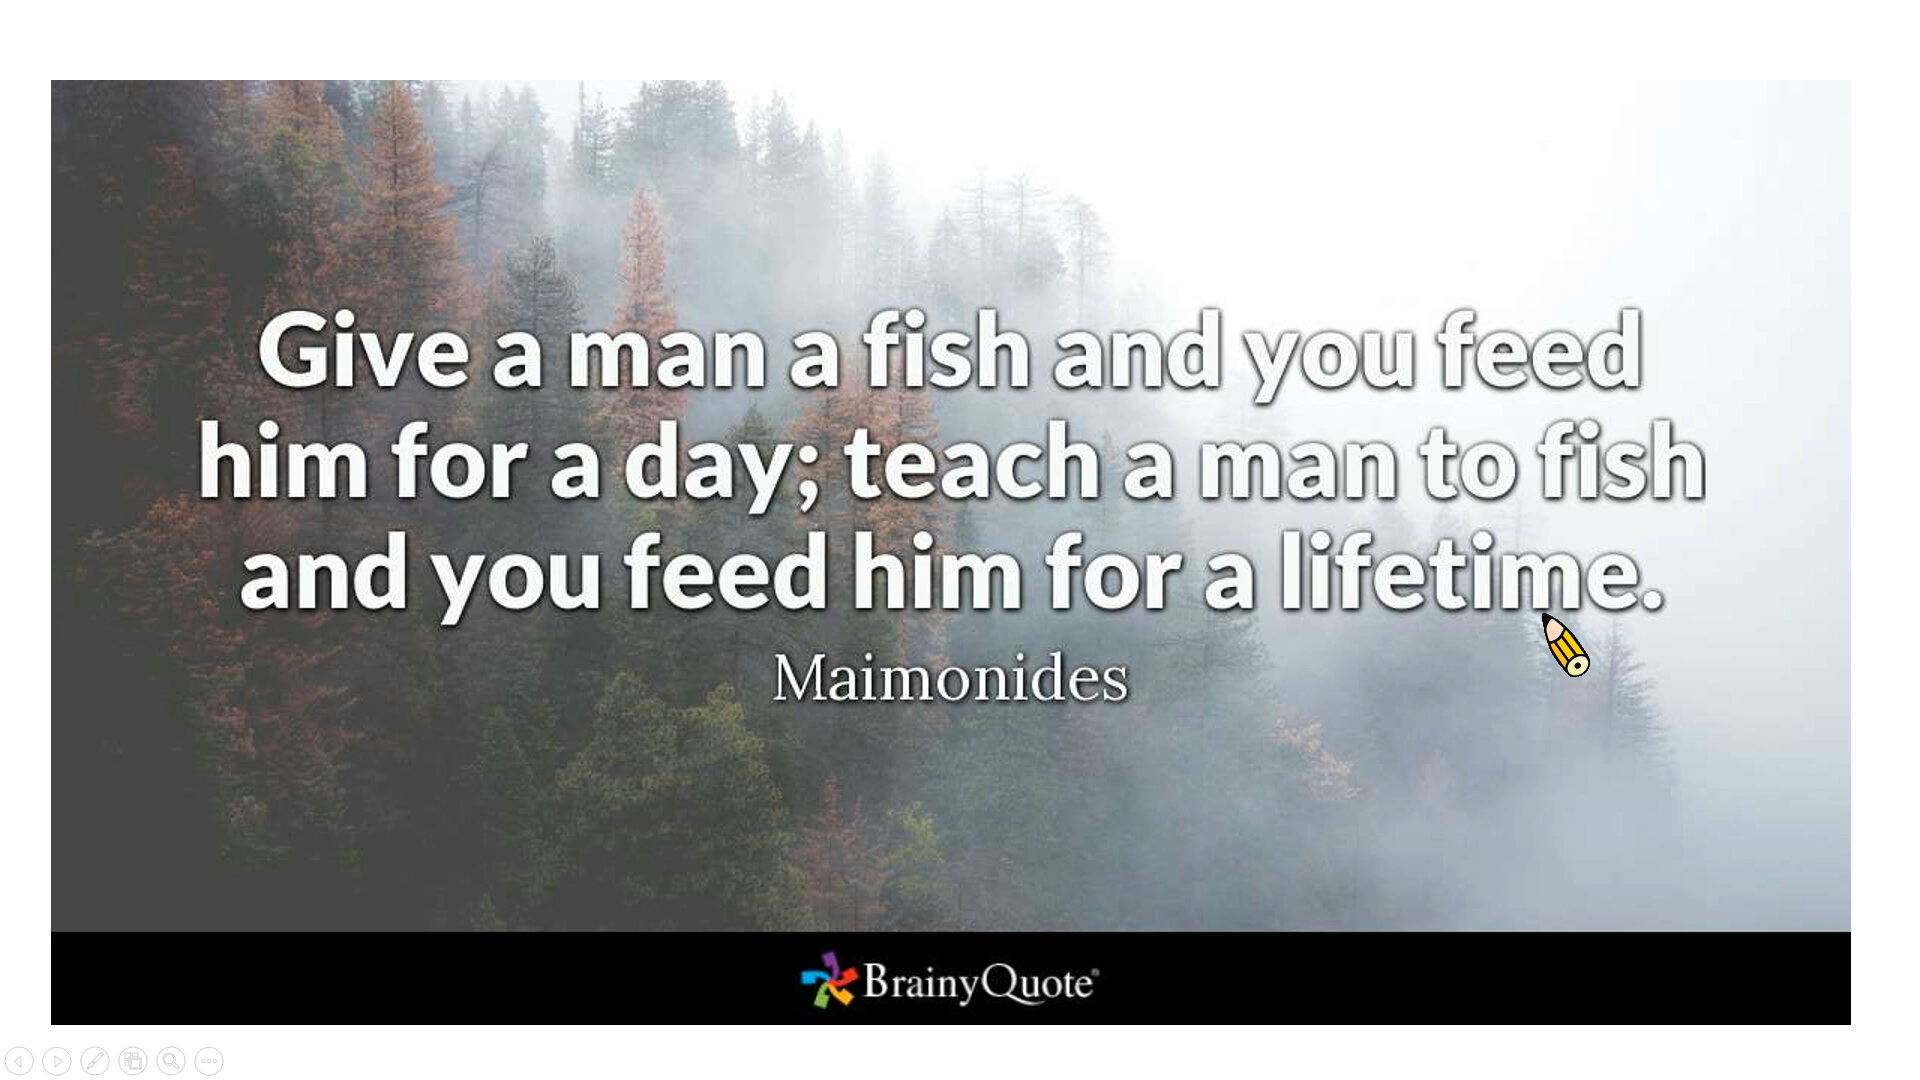 Give a man a fish and you feed
him for a day; teach a man to fish
and you feed him for a lifetime.
Maimonides
BrainyQuote®